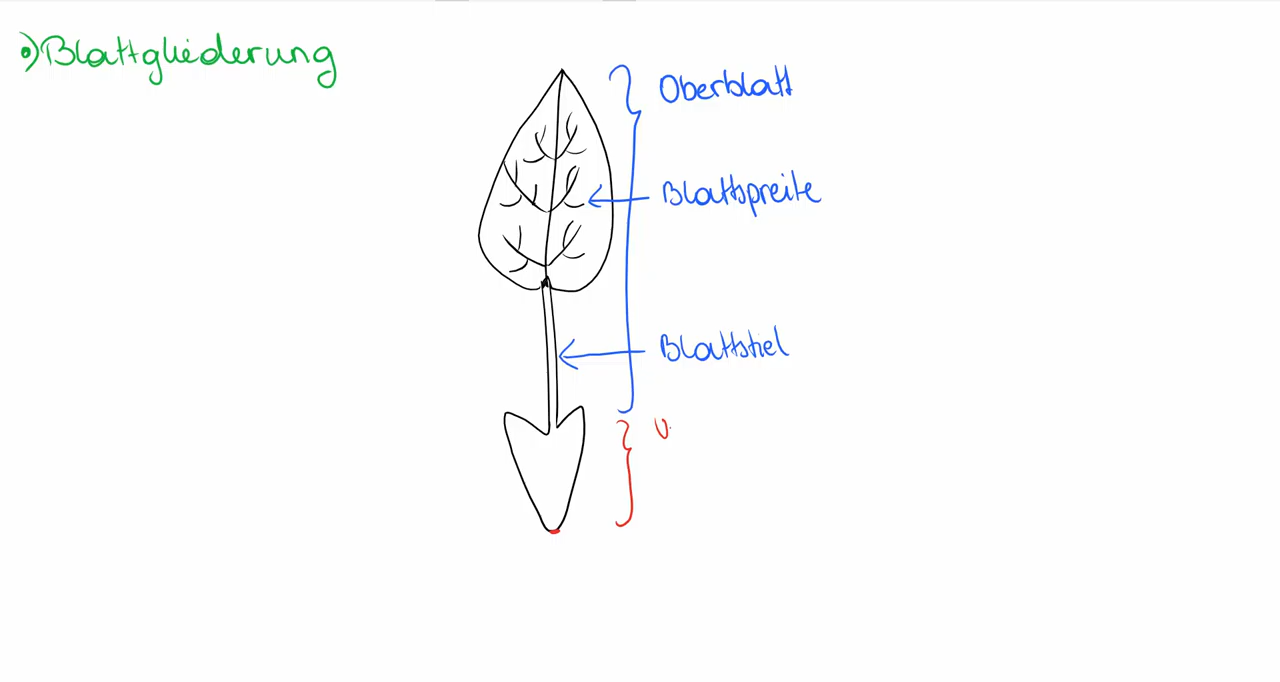 •) Blattgliederung
Oberblatt
Blattspreite
Blattstiel
U